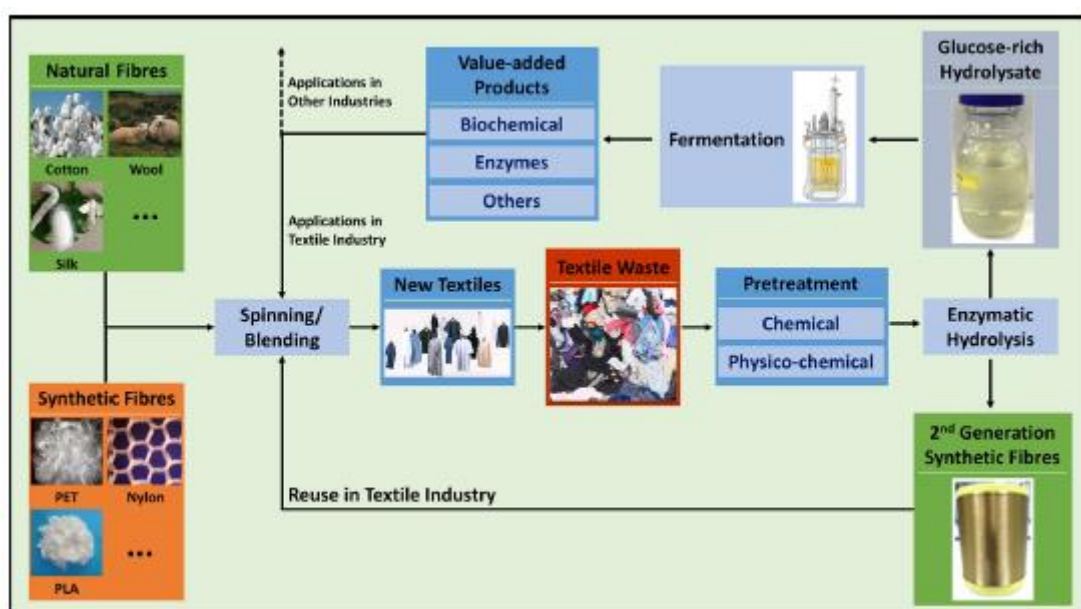 Natural Fibres
Cotton
Wool
Silk
...
Synthetic Fibres
PET
Nylon
PLA
...
Applications in
Other Industries
Applications in
Textile Industry
Spinning/
Blending
Value-added
Products
Biochemical
Enzymes
Others
Fermentation
Glucose-rich
Hydrolysate
New Textiles
Textile Waste
Pretreatment
Chemical
Physico-chemical
Enzymatic
Hydrolysis
2nd Generation
Synthetic Fibres
Reuse in Textile Industry